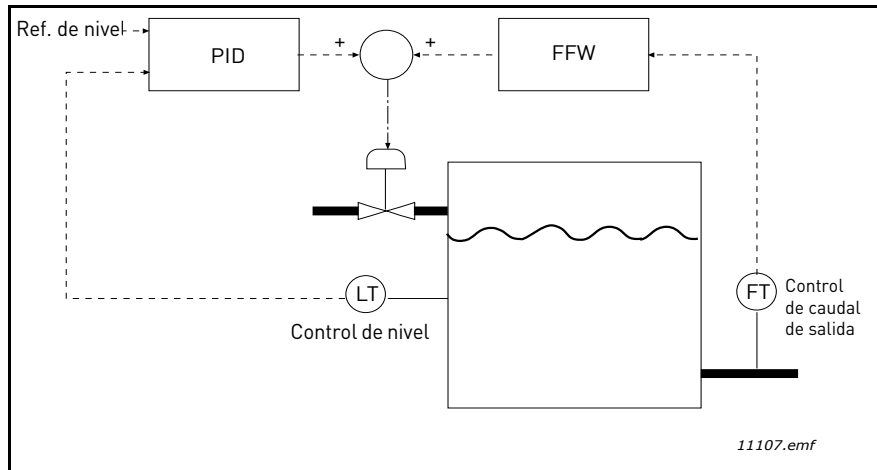 Ref. de nivel
PID
+
+
FFW
LT
Control de nivel
FT
Control
de caudal
de salida
11107.emf